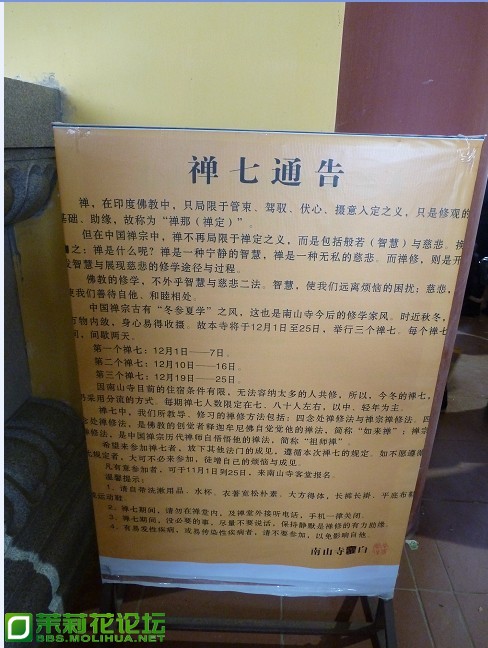 禅七通告
禅，在印度佛教中，只局限于管束、驾驭、伏心、摄意入定之义，只是修观的
基础、助缘，故称为“禅那（禅定）”。
但在中国禅宗中，禅不再局限于禅定之义，而是包括般若（智慧）与慈悲。换
之：禅是什么呢？禅是一种宁静的智慧，禅是一种无私的慈悲。而禅修，则是开
发智慧与展现慈悲的修学途径与过程。
佛教的修学，不外乎智慧与慈悲二法。智慧，使我们远离烦恼的困扰；慈悲，
使我们善待自他、和睦相处。
中国禅宗古有“冬参夏学”之风，这也是南山寺今后的修学家风。时近秋冬，
万物内敛，身心易得收摄。故本寺将于12月1日至25日，举行三个禅七。每个禅七
间，间歇两天。
第一个禅七：12月1日——7日。
第二个禅七：12月10日——16日。
第三个禅七：12月19日——25日。
因南山寺目前的住宿条件有限，无法容纳太多的人共修，所以，今冬的禅七，
采用分流的方式。每期禅七人数限定在七、八十人左右，以中、轻年为主。
禅七中，我们所教导、修习的禅修方法包括：四念处禅修法与禅宗禅修法。四
念处禅修法，是佛教的创觉者释迦牟尼佛自觉觉他的禅法，简称“如来禅”；禅宗
禅修法，是中国禅宗历代禅师自悟悟他的禅法，简称“祖师禅”。
希望来参加禅七者，放下其他法门的成见，遵循本次禅七的规定。如不愿遵循
规定者，大可不必来参加，徒增自己的烦恼与成见。
凡有意参加者，可于11月1日到25日，来南山寺客堂报名。
温馨提示：
1、请自带洗漱用品、水杯，衣着宽松朴素、大方得体，长裤长褂，平底布鞋
运动鞋
2、禅七期间，请勿在禅堂内，及禅堂外接听电话，手机一律关闭。
3、禅七期间，没必要的事，尽量不要说话，保持静默是禅修的有力助缘。
4、有易发性疾病，或易传染性疾病者，请不要参加，以免影响自他。
南山寺 白
茉莉花论坛
BBS.MOLIHUA.NET